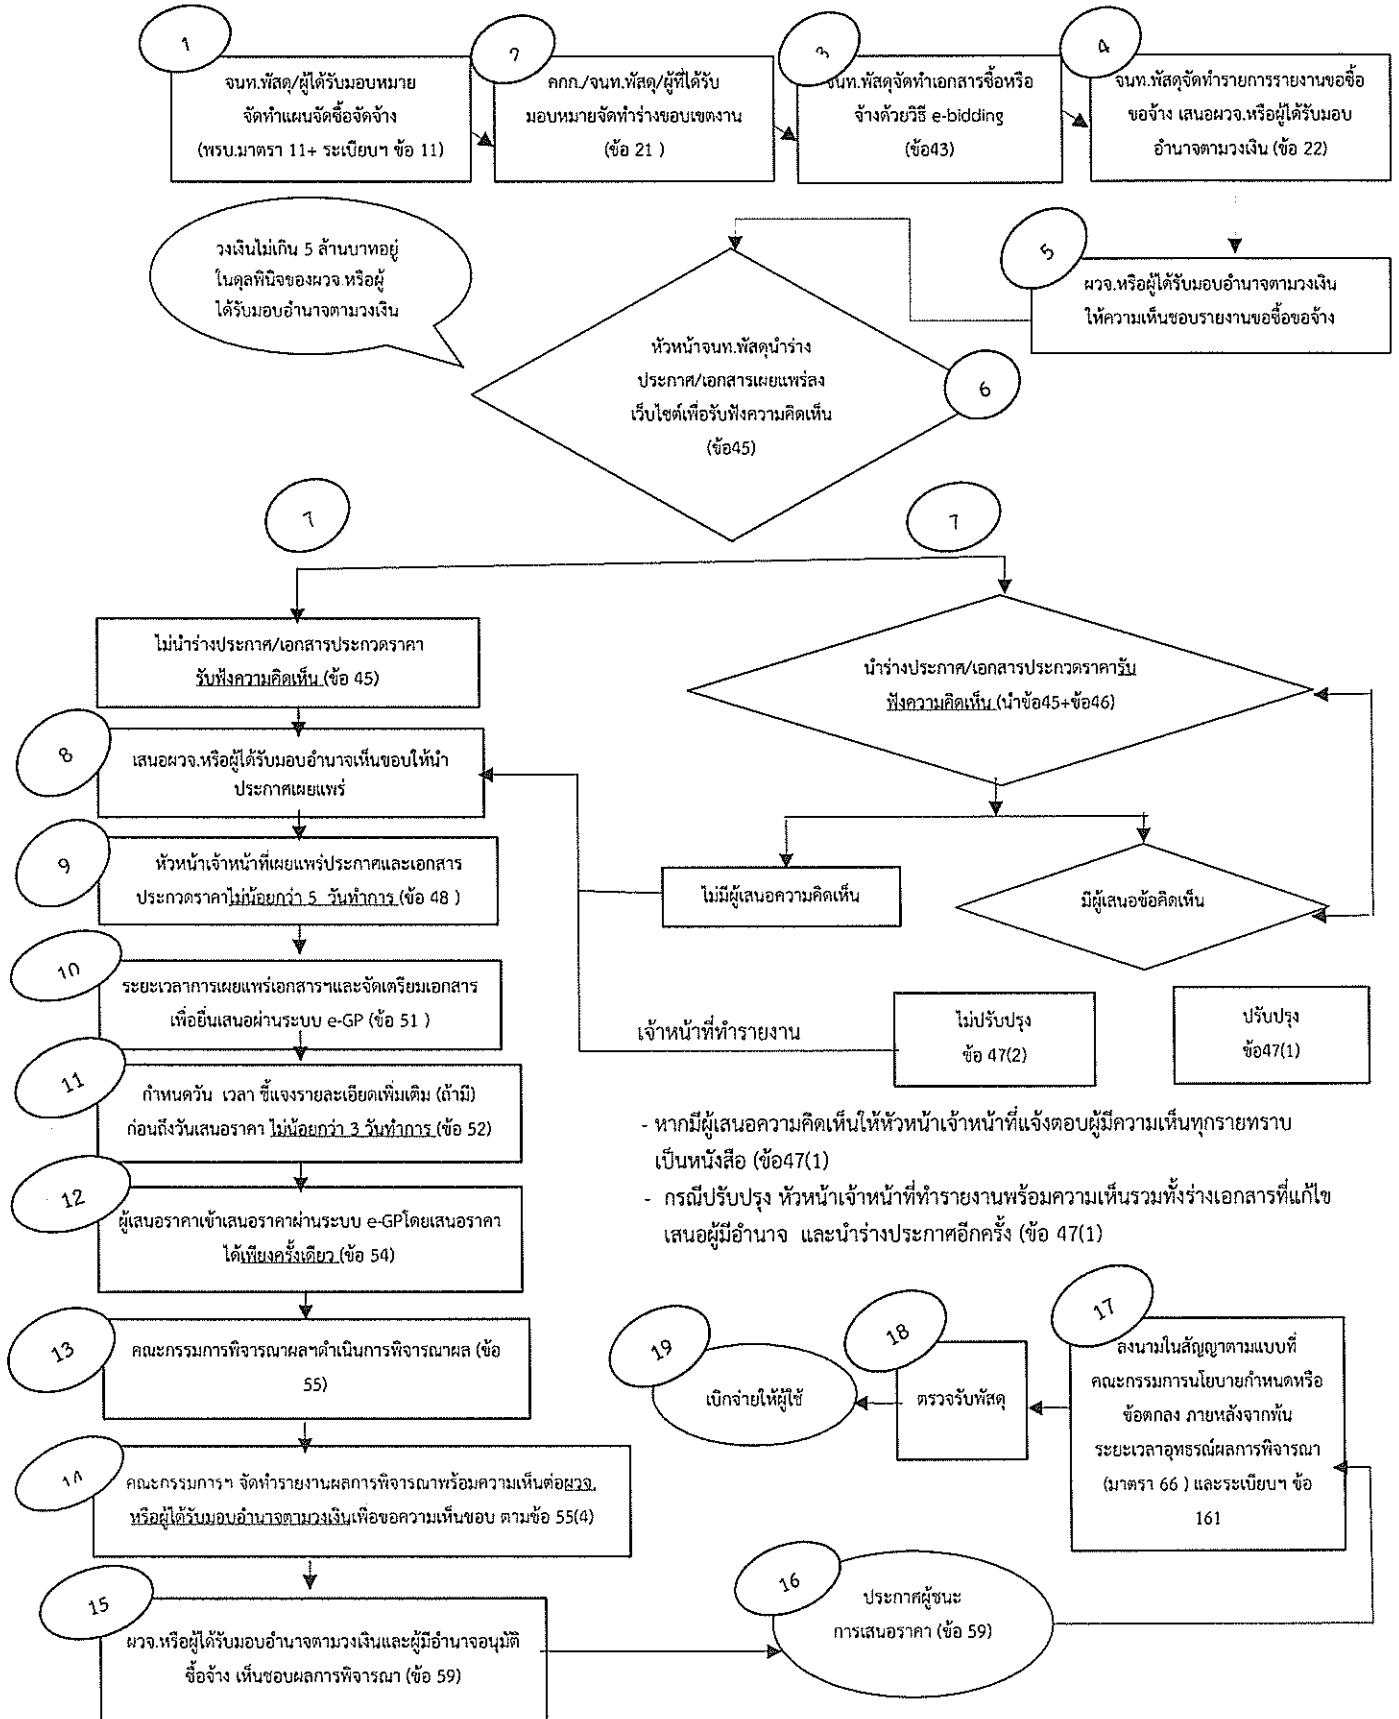 1
จนท.พัสดุ/ผู้ได้รับมอบหมาย
จัดทำแผนจัดซื้อจัดจ้าง
(พรบ.มาตรา 11+ ระเบียบฯ ข้อ 11)
2
คกก./จนท.พัสดุ/ผู้ที่ได้รับ
มอบหมายจัดทำร่างขอบเขตงาน
(ข้อ 21 )
3
จนท.พัสดุจัดทำเอกสารซื้อหรือ
จ้างด้วยวิธี e-bidding
(ข้อ43)
4
จนท.พัสดุจัดทำรายการรายงานขอซื้อ
ขอจ้าง เสนอผวจ.หรือผู้ได้รับมอบ
อำนาจตามวงเงิน (ข้อ 22)
วงเงินไม่เกิน 5 ล้านบาทอยู่
ในดุลพินิจของผวจ.หรือผู้
ได้รับมอบอำนาจตามวงเงิน
5
ผวจ.หรือผู้ได้รับมอบอำนาจตามวงเงิน
ให้ความเห็นชอบรายงานขอซื้อขอจ้าง
หัวหน้าจนท.พัสดุนำร่าง
ประกาศ/เอกสารเผยแพร่ลง
เว็บไซต์เพื่อรับฟังความคิดเห็น
(ข้อ45)
6
7
7
ไม่นำร่างประกาศ/เอกสารประกวดราคา
รับฟังความคิดเห็น (ข้อ 45)
นำร่างประกาศ/เอกสารประกวดราคารับ
ฟังความคิดเห็น (นำข้อ45+ข้อ46)
8
เสนอผวจ.หรือผู้ได้รับมอบอำนาจเห็นชอบให้นำ
ประกาศเผยแพร่
9
หัวหน้าเจ้าหน้าที่เผยแพร่ประกาศและเอกสาร
ประกวดราคาไม่น้อยกว่า 5 วันทำการ (ข้อ 48 )
ไม่มีผู้เสนอความคิดเห็น
มีผู้เสนอข้อคิดเห็น
10
ระยะเวลาการเผยแพร่เอกสารฯและจัดเตรียมเอกสาร
เพื่อยื่นเสนอผ่านระบบ e-GP (ข้อ 51 )
เจ้าหน้าที่ทำรายงาน
ไม่ปรับปรุง
ข้อ 47(2)
ปรับปรุง
ข้อ47(1)
11
กำหนดวัน เวลา ชี้แจงรายละเอียดเพิ่มเติม (ถ้ามี)
ก่อนถึงวันเสนอราคา ไม่น้อยกว่า 3 วันทำการ (ข้อ 52)
- หากมีผู้เสนอความคิดเห็นให้หัวหน้าเจ้าหน้าที่แจ้งตอบผู้มีความเห็นทุกรายทราบ
เป็นหนังสือ (ข้อ47(1)
- กรณีปรับปรุง หัวหน้าเจ้าหน้าที่ทำรายงานพร้อมความเห็นรวมทั้งร่างเอกสารที่แก้ไข
เสนอผู้มีอำนาจ และนำร่างประกาศอีกครั้ง (ข้อ 47(1)
12
ผู้เสนอราคาเข้าเสนอราคาผ่านระบบ e-GPโดยเสนอราคา
ได้เพียงครั้งเดียว (ข้อ 54)
13
คณะกรรมการพิจารณาผลฯดำเนินการพิจารณาผล (ข้อ
55)
14
คณะกรรมการฯ จัดทำรายงานผลการพิจารณาพร้อมความเห็นต่อผวจ.
หรือผู้ได้รับมอบอำนาจตามวงเงินเพื่อขอความเห็นชอบ ตามข้อ 55(4)
15
ผวจ.หรือผู้ได้รับมอบอำนาจตามวงเงินและผู้มีอำนาจอนุมัติ
ซื้อจ้าง เห็นชอบผลการพิจารณา (ข้อ 59)
16
ประกาศผู้ชนะ
การเสนอราคา (ข้อ 59)
17
ลงนามในสัญญาตามแบบที่
คณะกรรมการนโยบายกำหนดหรือ
ข้อตกลง ภายหลังจากพ้น
ระยะเวลาอุทธรณ์ผลการพิจารณา
(มาตรา 66 ) และระเบียบฯ ข้อ
161
18
ตรวจรับพัสดุ
19
เบิกจ่ายให้ผู้ใช้